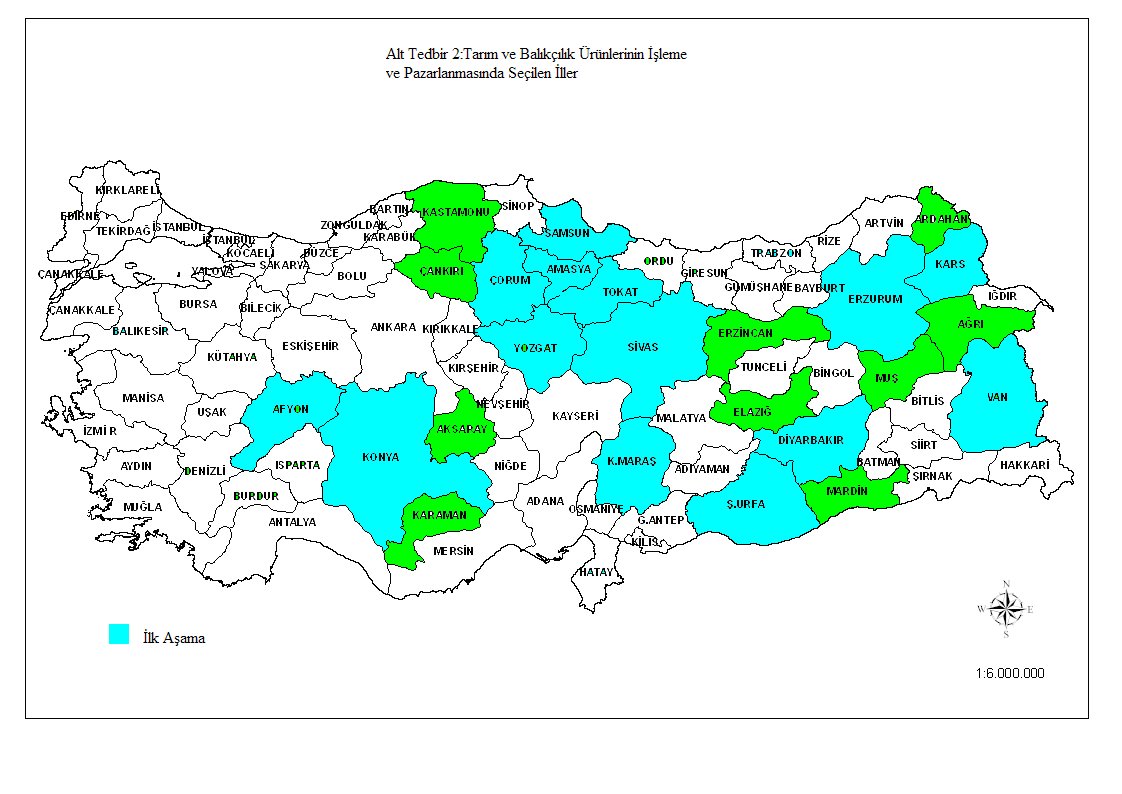 Alt Tedbir 2:Tarım ve Balıkçılık Ürünlerinin İşleme
ve Pazarlanmasında Seçilen İller
KIRKLARELİ
EDİRNE
TEKİRDAĞ
İSTANBUL
İSTANBUL
KOCAELİ
YALOVA
SAKARYA
DÜZCE
BOLU
ZONGULDAK
BARTIN
KARABÜK
KASTAMONU
SİNOP
ÇANKIRI
SAMSUN
ÇORUM
AMASYA
TOKAT
ORDU
GİRESUN
TRABZON
RİZE
ARTVİN
ARDAHAN
KARS
GÜMÜŞHANE
BAYBURT
ERZURUM
IĞDIR
AĞRI
ÇANAKKALE
ÇANAKKALE
BALIKESİR
BURSA
BİLECİK
ESKİŞEHİR
KÜTAHYA
ANKARA
KIRIKKALE
KIRŞEHİR
YOZGAT
SİVAS
ERZİNCAN
TUNCELİ
BİNGOL
MUŞ
ELAZIĞ
BİTLİS
VAN
MANİSA
UŞAK
AFYON
İZMİR
AYDIN
DENİZLİ
ISPARTA
BURDUR
MUĞLA
ANTALYA
KONYA
AKSARAY
NEVŞEHİR
KAYSERİ
NİĞDE
KARAMAN
MERSİN
ADANA
OSMANİYE
HATAY
KİLİS
G.ANTEP
K.MARAŞ
MALATYA
ADIYAMAN
Ş.URFA
DİYARBAKIR
MARDİN
BATMAN
SİİRT
ŞIRNAK
HAKKARİ
N
W
E
S
İlk Aşama
1:6.000.000